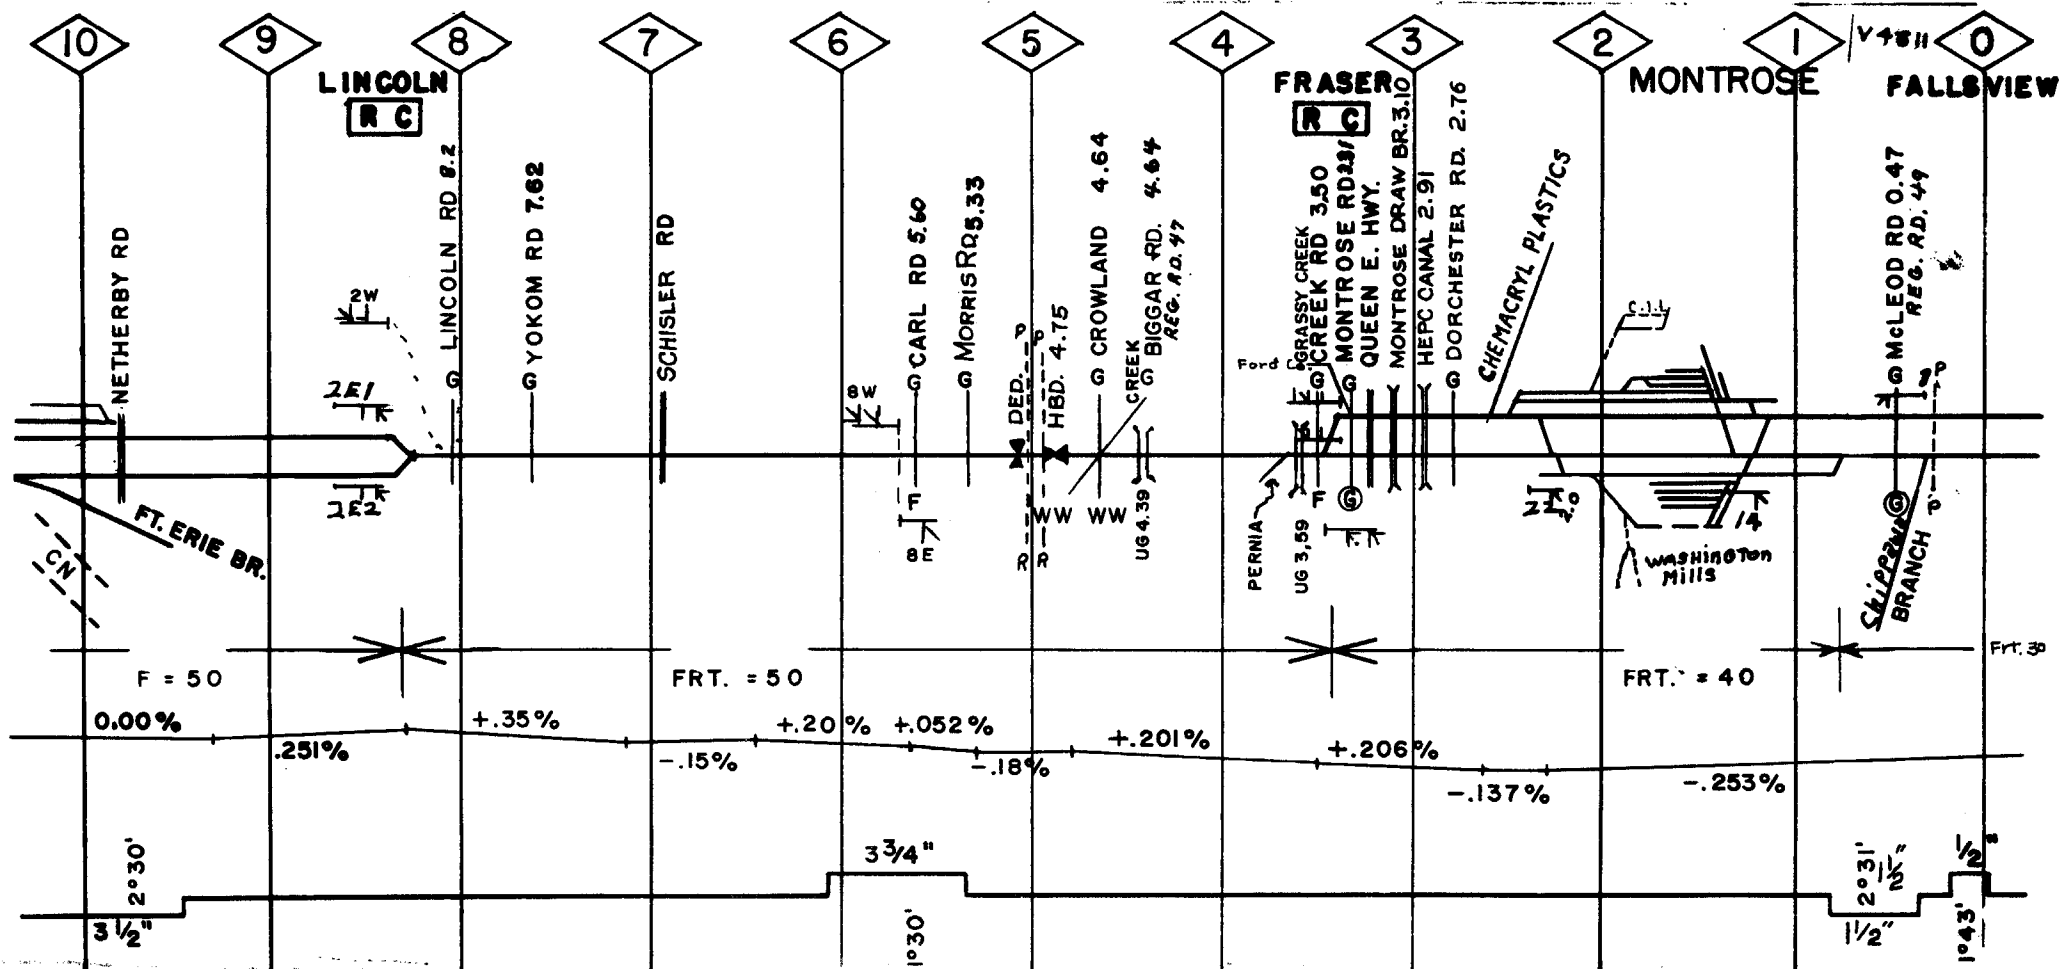 10 9 8 7 6 5 4 3 2 1 V4811 0
LINCOLN
R C
FRASER
R C
MONTROSE
FALLSVIEW
NETHERBY RD
2W
LINCOLN RD 8.2
G
YOKOM RD 7.62
G
SCHISLER RD
2E1
2E2
FT. ERIE BR.
CN
8W
CARL RD 5.60
G
F
8E
MORRIS RD 5.33
G
DED.
P
P
HBD. 4.75
R R
WW WW
CROWLAND 4.64
G
CREEK
BIGGAR RD. 4.64
REG. RD. 47
G
UG 4.39
PERNIA
UG 3,59
Ford
GRASSY CREEK
CREEK RD 3,50
G
F
MONTROSE RD
G
G
F.
QUEEN E. HWY.
MONTROSE DRAW BR. 3.10
HEPC CANAL 2.91
DORCHESTER RD. 2.76
G
CHEMACRYL PLASTICS
C.I.L
2.0
WASHINGTON
Mills
14
McLEOD RD 0.47
REG. RD. 49
G
G
P
P
Chippawa
BRANCH
F = 50
FRT. = 50
FRT. = 40
Frt. 30
0.00%
.251%
+.35%
-.15%
+.20%
+.052%
-.18%
+.201%
+.206%
-.137%
-.253%
2°30'
3 1/2"
3 3/4"
1°30'
2°31'
1 1/2"
1 1/2"
1/2"
1°43'